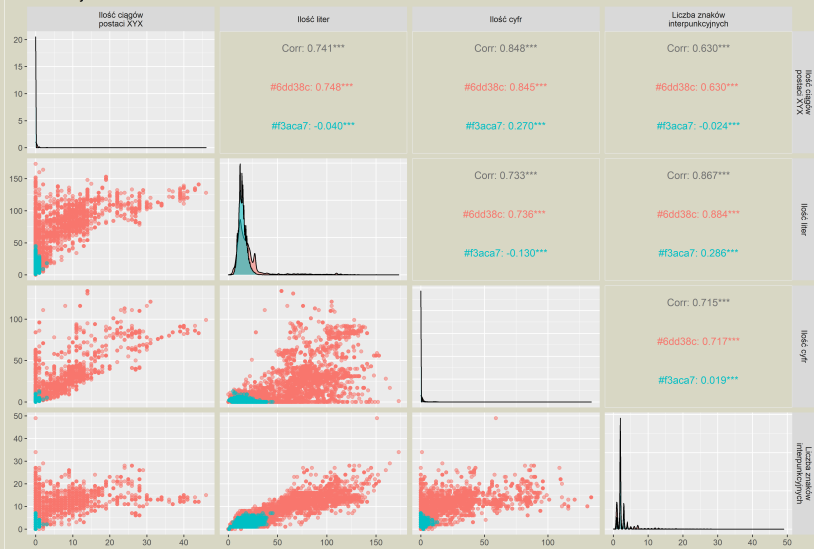 Ilość ciągów
postaci XYX
Ilość liter
Ilość cyfr
Liczba znaków
interpunkcyjnych
20
15
10
5
0
Corr: 0.741***
#6dd38c: 0.748***
#f3aca7: -0.040***
Corr: 0.848***
#6dd38c: 0.845***
#f3aca7: 0.270***
Corr: 0.630***
#6dd38c: 0.630***
#f3aca7: -0.024***
Ilość ciągów
postaci XYX
150
100
50
0
Corr: 0.733***
#6dd38c: 0.736***
#f3aca7: -0.130***
Corr: 0.867***
#6dd38c: 0.884***
#f3aca7: 0.286***
Ilość liter
100
50
0
Corr: 0.715***
#6dd38c: 0.717***
#f3aca7: 0.019***
Ilość cyfr
50
40
30
20
10
0
Liczba znaków
interpunkcyjnych
0 10 20 30 40
0 50 100 150
0 50 100
0 10 20 30 40 50